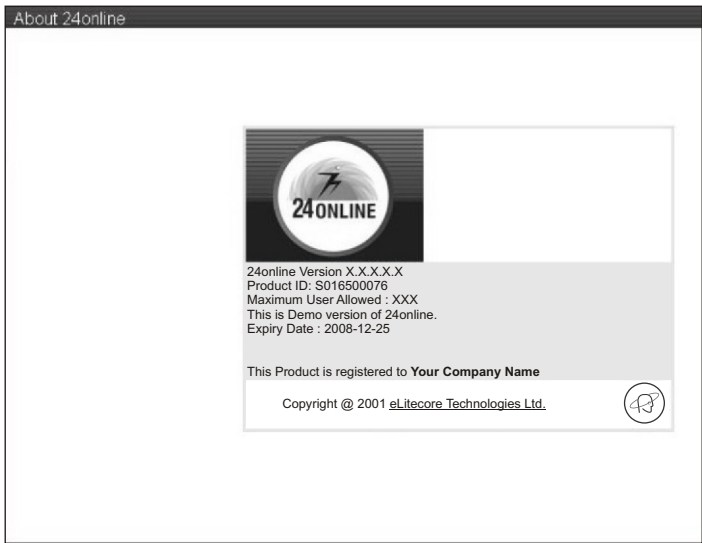 About 24online
24ONLINE
24online Version X.X.X.X.X
Product ID: S016500076
Maximum User Allowed : XXX
This is Demo version of 24online.
Expiry Date : 2008-12-25
This Product is registered to Your Company Name
Copyright @ 2001 eLitecore Technologies Ltd.